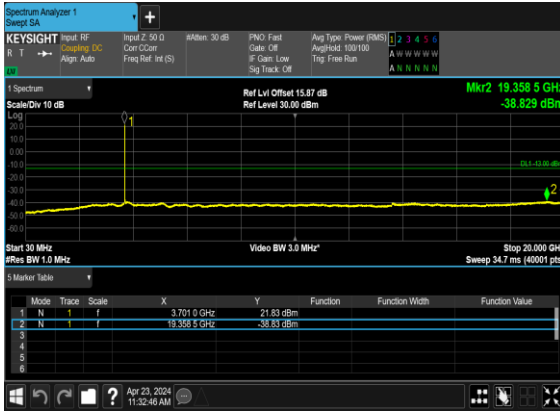 Spectrum Analyzer 1
Swept SA
+
KEYSIGHT Input: RF Input Z: 50 Ω #Atten: 30 dB PNO: Fast Avg Type: Power (RMS) 1 2 3 4 5 6
R T Coupling: DC Corr CCorr Gate: Off Avg|Hold: 100/100 A W W W W W
Align: Auto Freq Ref: Int (S) IF Gain: Low Trig: Free Run
Sig Track: Off A N N N N N
1 Spectrum Ref Lvl Offset 15.87 dB Mkr2 19.358 5 GHz
Scale/Div 10 dB Ref Level 30.00 dBm -38.829 dBm
Log
20.0
1
10.0
0.00
-10.0
DL1 -13.00 dBm
-20.0
-30.0
2
-40.0
-50.0
-60.0
Start 30 MHz Video BW 3.0 MHz* Stop 20.000 GHz
#Res BW 1.0 MHz Sweep 34.7 ms (40001 pts)
5 Marker Table
Mode Trace Scale X Y Function Function Width Function Value
1 N 1 f 3.701 0 GHz 21.83 dBm
2 N 1 f 19.358 5 GHz -38.83 dBm
3
4
5
6
? Apr 23, 2024
11:32:46 AM